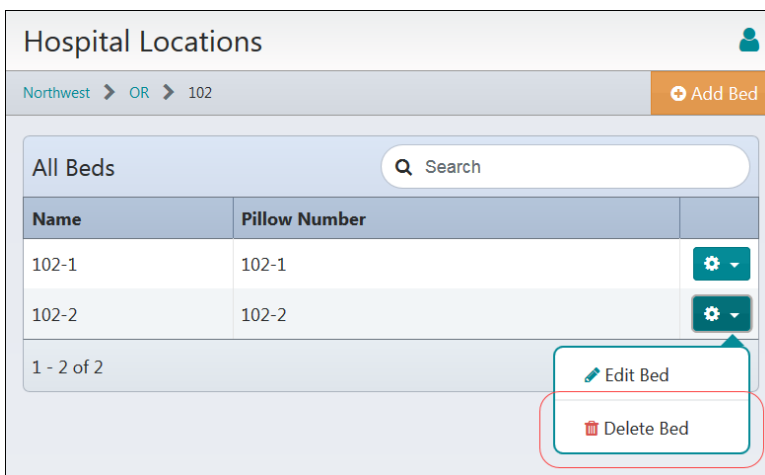 Hospital Locations
Northwest OR 102 Add Bed
All Beds Search
Name Pillow Number
102-1 102-1
102-2 102-2
1 - 2 of 2
Edit Bed
Delete Bed